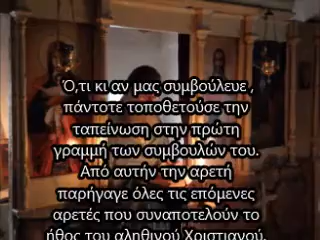 Ό,τι κι αν μας συμβούλευε ,
πάντοτε τοποθετούσε την
ταπείνωση στην πρώτη
γραμμή των συμβουλών του.
Από αυτήν την αρετή
παρήγαγε όλες τις επόμενες
αρετές που συναποτελούν το
ήθος του αληθινού Χριστιανού.